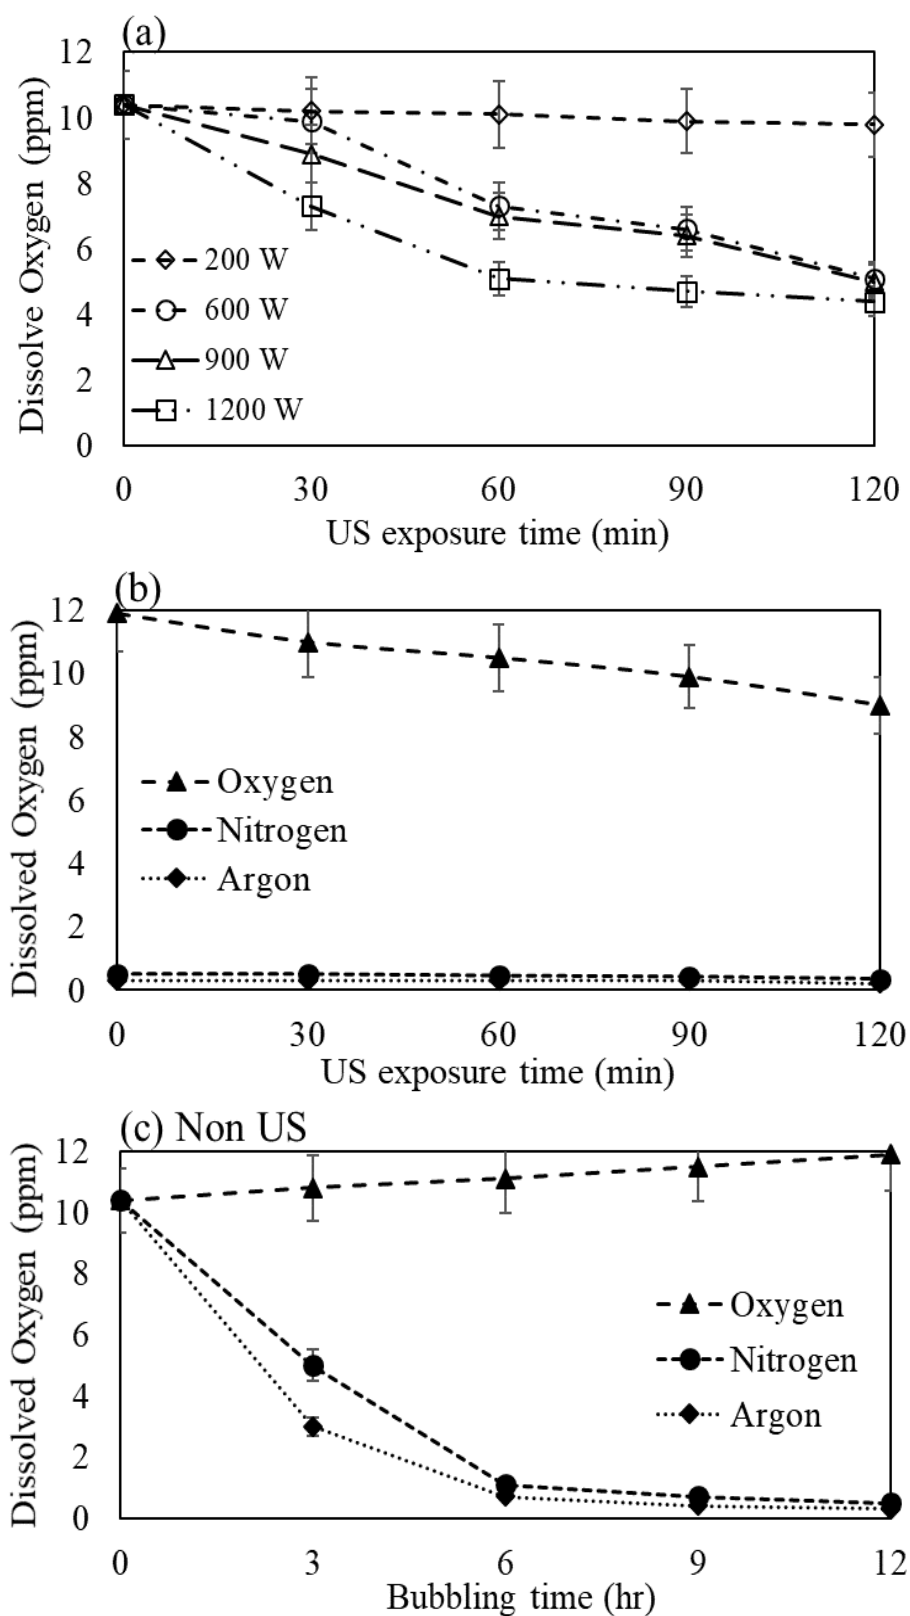 (a)
12
10
8
6
4
2
0
Dissolve Oxygen (ppm)
200 W
600 W
900 W
1200 W
0 30 60 90 120
US exposure time (min)
(b)
12
10
8
6
4
2
0
Dissolved Oxygen (ppm)
Oxygen
Nitrogen
Argon
0 30 60 90 120
US exposure time (min)
(c) Non US
12
10
8
6
4
2
0
Dissolved Oxygen (ppm)
Oxygen
Nitrogen
Argon
0 3 6 9 12
Bubbling time (hr)